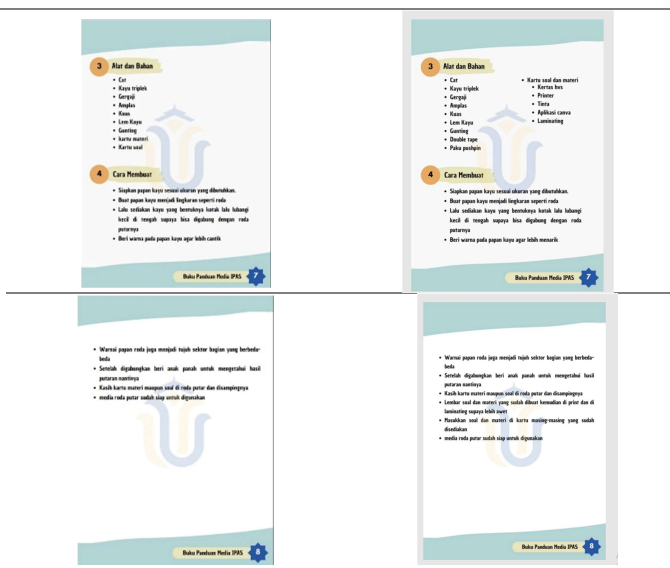 3 Alat dan Bahan
• Cat
• Kayu triplek
• Gergaji
• Amplas
• Kuas
• Lem Kayu
• Gunting
• kartu materi
• Kartu soal
4 Cara Membuat
• Siapkan papan kayu sesuai ukuran yang dibutuhkan.
• Buat papan kayu menjadi lingkaran seperti roda
• Lalu sediakan kayu yang bentuknya kotak lalu lubangi
kecil di tengah supaya bisa digabung dengan roda
putarnya
• Beri warna pada papan kayu agar lebih cantik
Buku Panduan Media IPAS 7
3 Alat dan Bahan
• Cat
• Kayu triplek
• Gergaji
• Amplas
• Kuas
• Lem Kayu
• Gunting
• Double tape
• Paku pushpin
• Kartu soal dan materi
• Kertas hvs
• Printer
• Tinta
• Aplikasi canva
• Laminating
4 Cara Membuat
• Siapkan papan kayu sesuai ukuran yang dibutuhkan.
• Buat papan kayu menjadi lingkaran seperti roda
• Lalu sediakan kayu yang bentuknya kotak lalu lubangi
kecil di tengah supaya bisa digabung dengan roda
putarnya
• Beri warna pada papan kayu agar lebih menarik
Buku Panduan Media IPAS 7
• Warnai papan roda juga menjadi tujuh sektor bagian yang berbeda-
beda
• Setelah digabungkan beri anak panah untuk mengetahui hasil
putaran nantinya
• Kasih kartu materi maupun soal di roda putar dan disampingnya
• media roda putar sudah siap untuk digunakan
Buku Panduan Media IPAS 8
• Warnai papan roda juga menjadi tujuh sektor bagian yang berbeda-
beda
• Setelah digabungkan beri anak panah untuk mengetahui hasil
putaran nantinya
• Kasih kartu materi maupun soal di roda putar dan disampingnya
• Lembar soal dan materi yang sudah dibuat kemudian di print dan di
laminating supaya lebih awet
• Masukkan soal dan materi di kartu masing-masing yang sudah
disediakan
• media roda putar sudah siap untuk digunakan
Buku Panduan Media IPAS 8